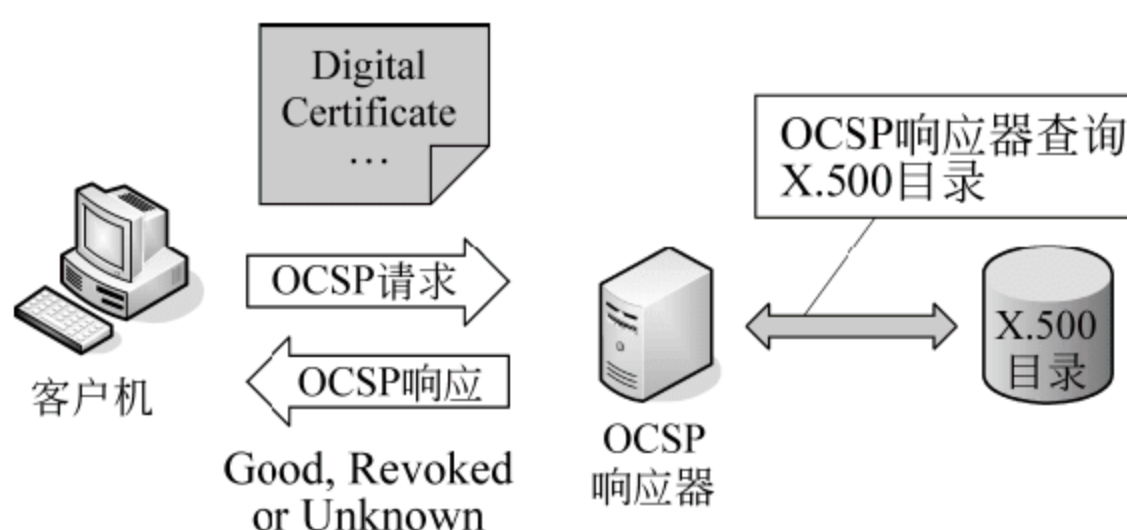 Digital
Certificate
…
OCSP响应器查询
X.500目录
OCSP请求
OCSP响应
X.500
目录
客户机
Good, Revoked
or Unknown
OCSP
响应器